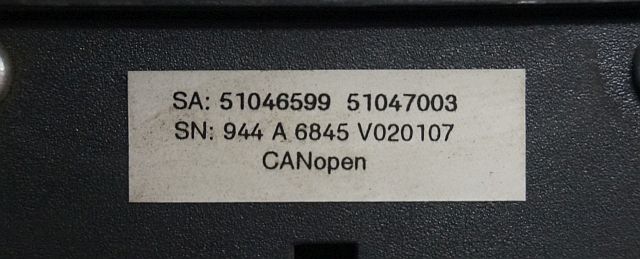 SA: 51046599 51047003
SN: 944 A 6845 V020107
CANopen